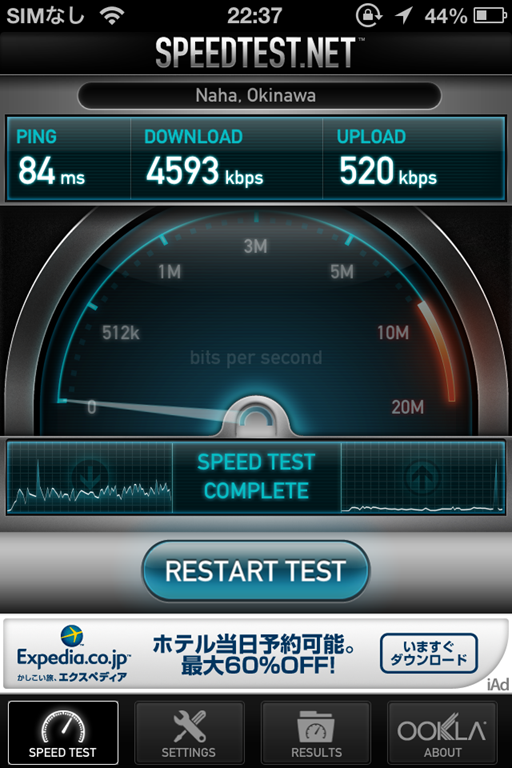 SIMなし 22:37 44%
SPEEDTEST.NET™
Naha, Okinawa
PING DOWNLOAD UPLOAD
84 ms 4593 kbps 520 kbps
3M
1M 5M
512k 10M
bits per second
0 20M
SPEED TEST
COMPLETE
RESTART TEST
Expedia.co.jp™
かしこい旅、エクスペディア
ホテル当日予約可能。
最大60%OFF!
いますぐ
ダウンロード
iAd
SPEED TEST SETTINGS RESULTS OOKLA ABOUT